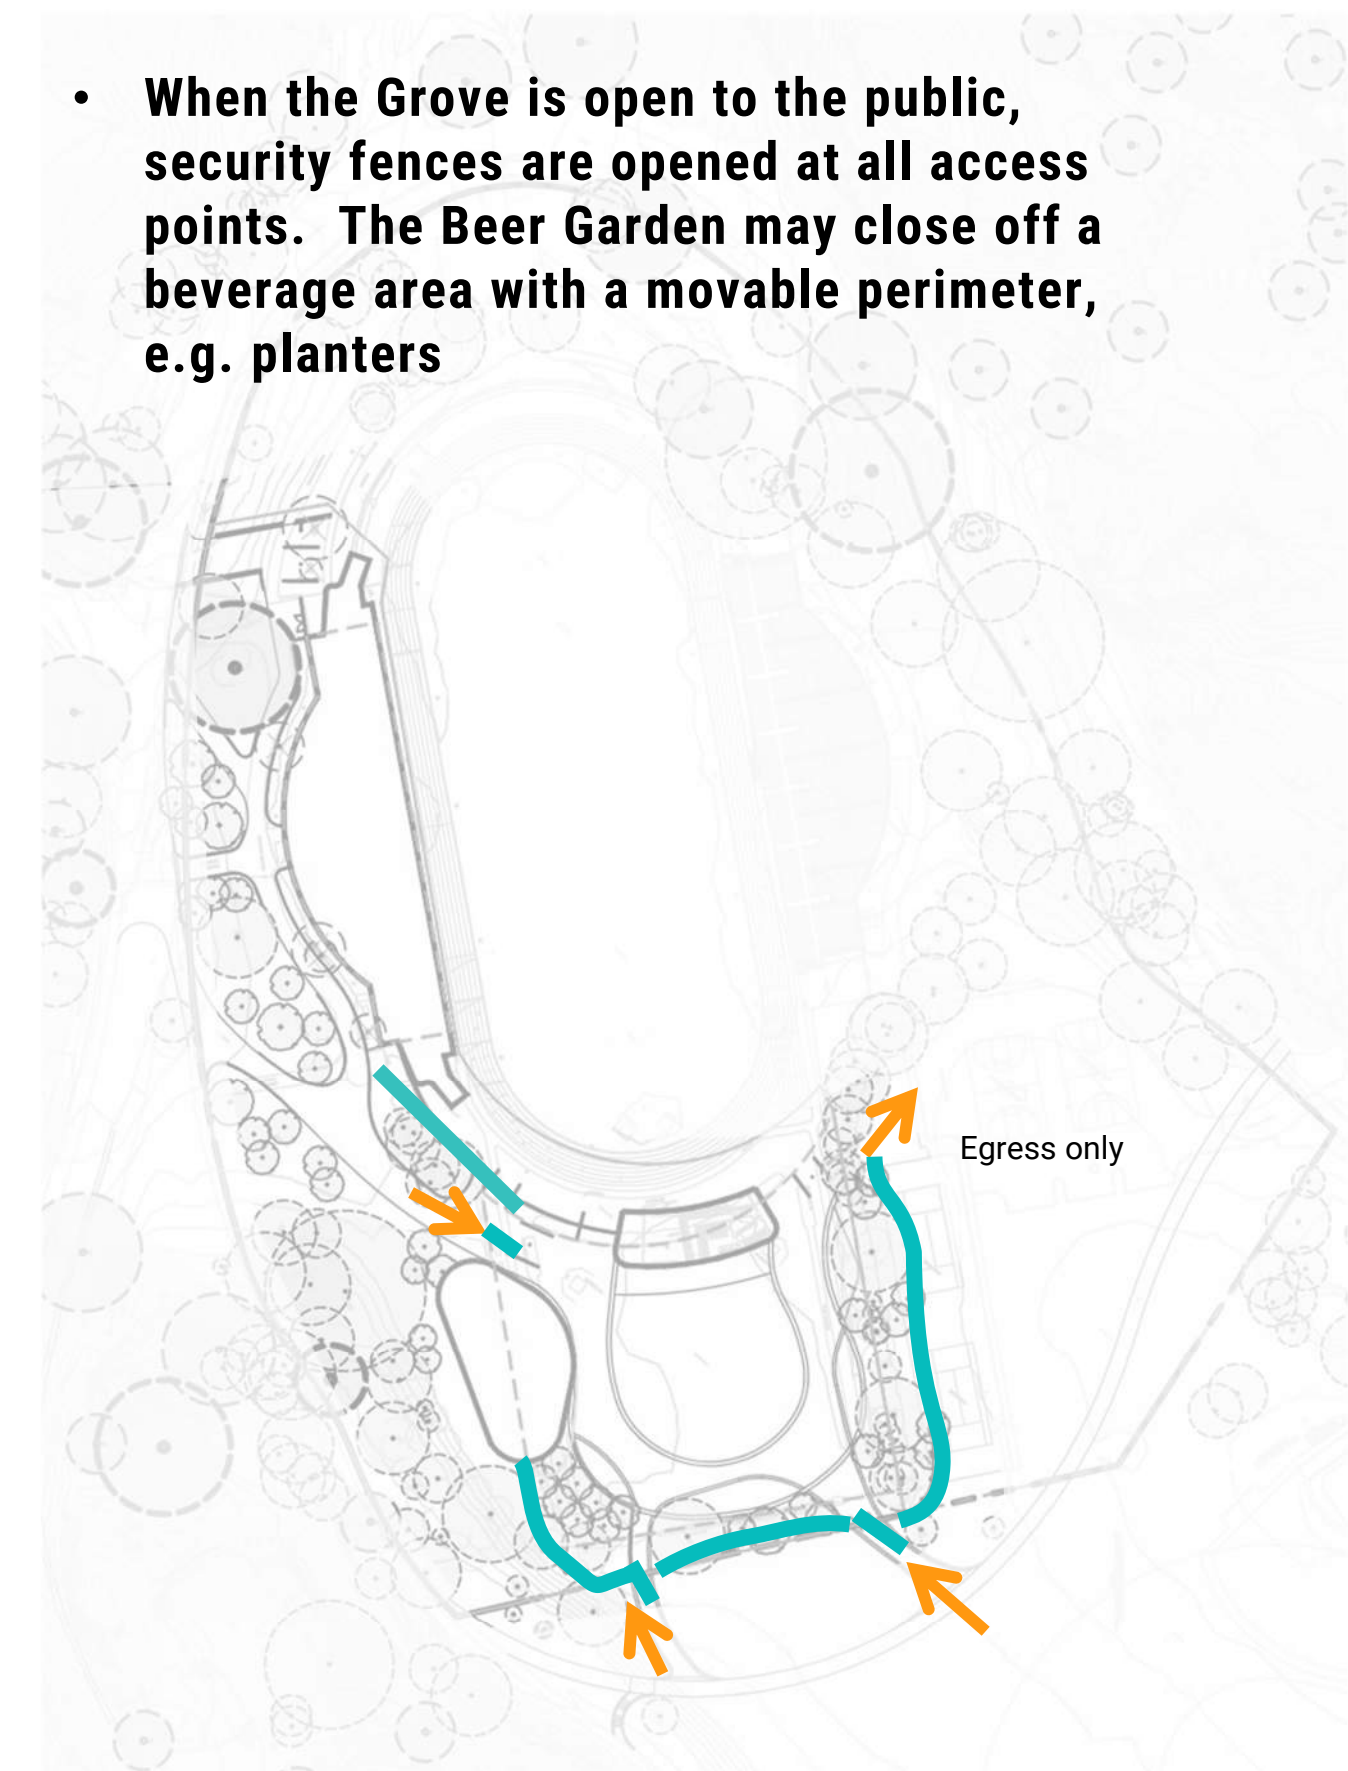 • When the Grove is open to the public,
security fences are opened at all access
points. The Beer Garden may close off a
beverage area with a movable perimeter,
e.g. planters
Egress only